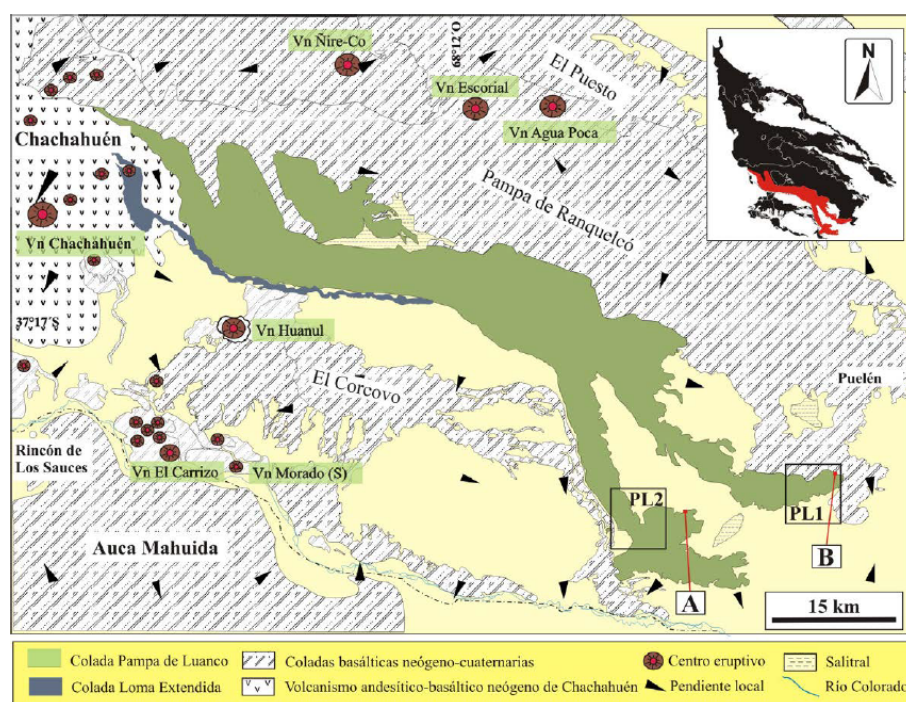 Vn Ñire-Co
68°12'O
El Puesto
N
Vn Escorial
Vn Agua Poca
Chachahuén
Pampa de Ranquelcó
Vn Chachahuén
37°17'S
Vn Huanul
El Corcovo
Puelén
Rincón de
Los Sauces
Vn El Carrizo
Vn Morado (S)
PL2
PL1
Auca Mahuida
A
B
15 km
Colada Pampa de Luanco
Coladas basálticas neógeno-cuaternarias
Centro eruptivo
Salitral
Colada Loma Extendida
Volcanismo andesítico-basáltico neógeno de Chachahuén
Pendiente local
Río Colorado